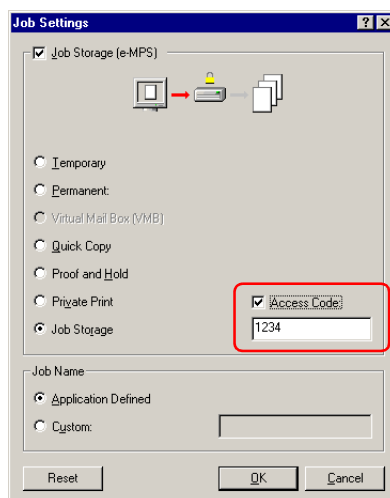 Job Settings
Job Storage (e-MPS)
Temporary
Permanent:
Virtual Mail Box (VMB)
Quick Copy
Proof and Hold
Private Print
Access Code:
Job Storage
1234
Job Name
Application Defined
Custom:
Reset
OK
Cancel